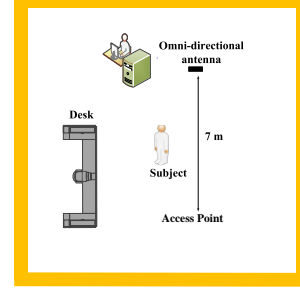 Omni-directional
antenna
Desk
7 m
Subject
Access Point